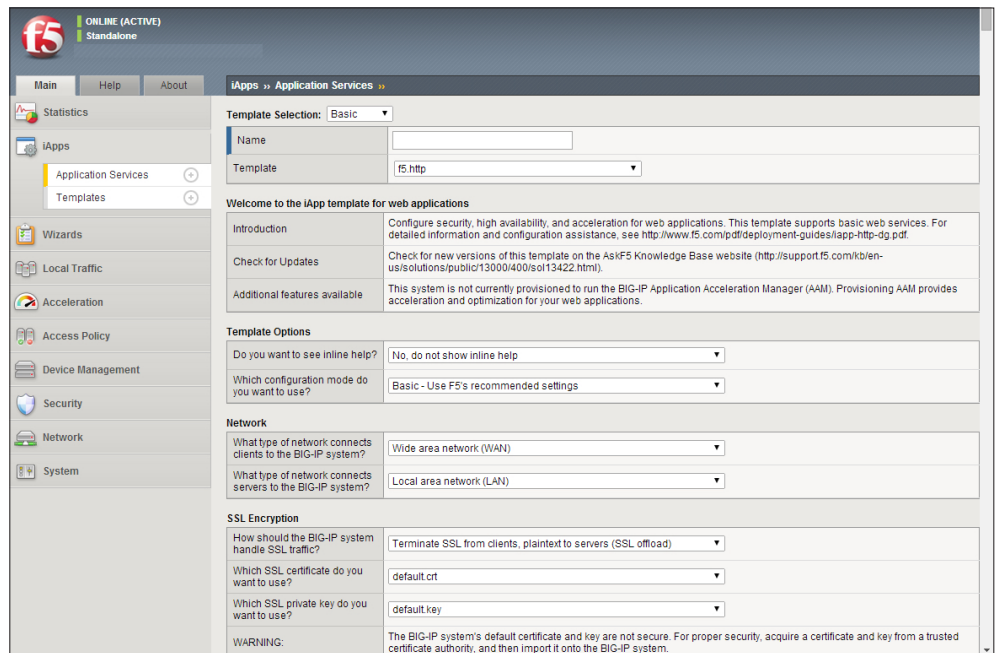 f5
ONLINE (ACTIVE)
Standalone
Main Help About
iApps ›› Application Services ››
Statistics
iApps
Application Services
Templates
Wizards
Local Traffic
Acceleration
Access Policy
Device Management
Security
Network
System
Template Selection: Basic
Name
Template f5.http
Welcome to the iApp template for web applications
Introduction
Configure security, high availability, and acceleration for web applications. This template supports basic web services. For
detailed information and configuration assistance, see http://www.f5.com/pdf/deployment-guides/iapp-http-dg.pdf.
Check for Updates
Check for new versions of this template on the AskF5 Knowledge Base website (http://support.f5.com/kb/en-
us/solutions/public/13000/400/sol13422.html).
Additional features available
This system is not currently provisioned to run the BIG-IP Application Acceleration Manager (AAM). Provisioning AAM provides
acceleration and optimization for your web applications.
Template Options
Do you want to see inline help? No, do not show inline help
Which configuration mode do
you want to use?
Basic - Use F5's recommended settings
Network
What type of network connects
clients to the BIG-IP system?
Wide area network (WAN)
What type of network connects
servers to the BIG-IP system?
Local area network (LAN)
SSL Encryption
How should the BIG-IP system
handle SSL traffic?
Terminate SSL from clients, plaintext to servers (SSL offload)
Which SSL certificate do you
want to use?
default.crt
Which SSL private key do you
want to use?
default.key
WARNING:
The BIG-IP system's default certificate and key are not secure. For proper security, acquire a certificate and key from a trusted
certificate authority, and then import it onto the BIG-IP system.